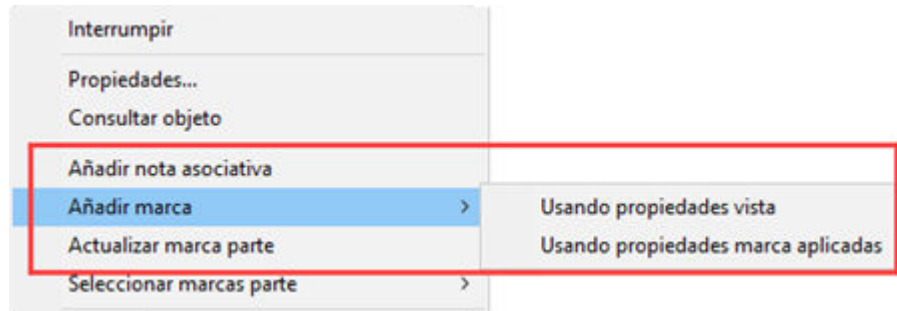 Interrumpir
Propiedades...
Consultar objeto
Añadir nota asociativa
Añadir marca
Usando propiedades vista
Actualizar marca parte
Usando propiedades marca aplicadas
Seleccionar marcas parte